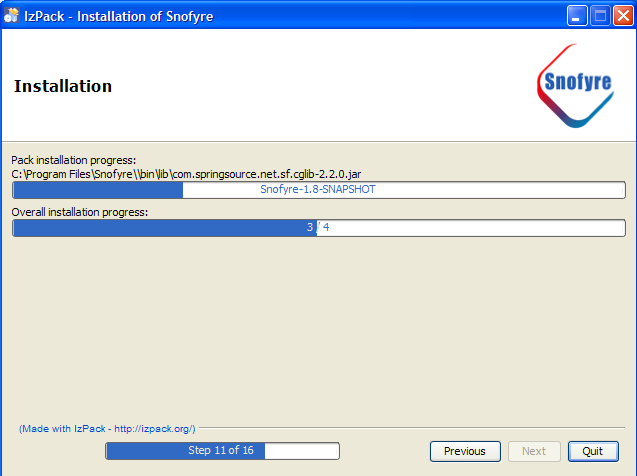 IzPack - Installation of Snofyre
Installation
Snofyre
Pack installation progress:
C:\Program Files\Snofyre\\bin\lib\com.springsource.net.sf.cglib-2.2.0.jar
Snofyre-1.8-SNAPSHOT
Overall installation progress:
3 / 4
(Made with IzPack - http://izpack.org/)
Step 11 of 16
Previous
Next
Quit